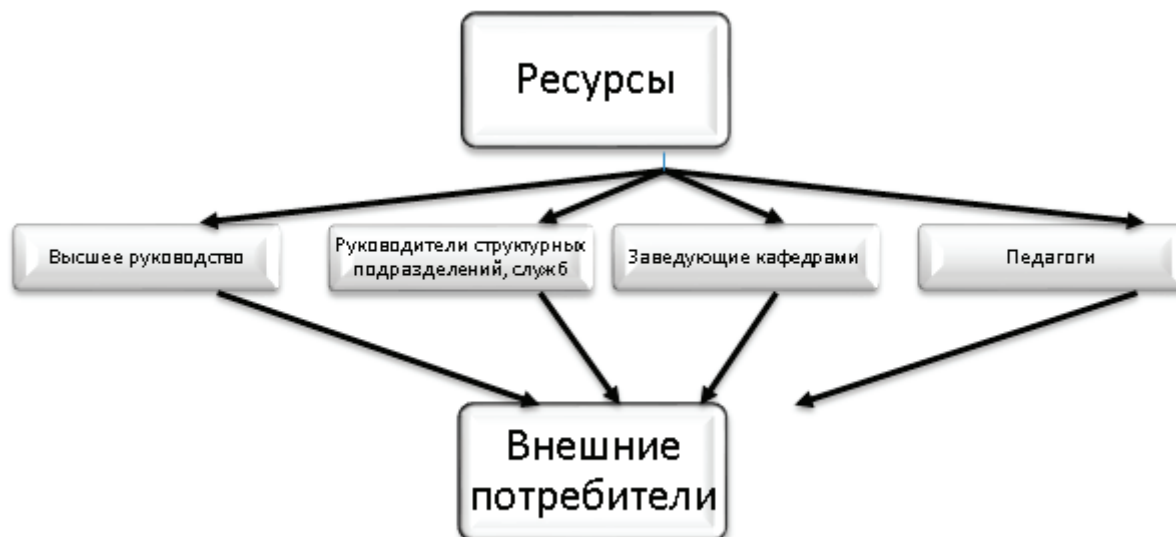 Ресурсы
Высшее руководство
Руководители структурных
подразделений, служб
Заведующие кафедрами
Педагоги
Внешние
потребители